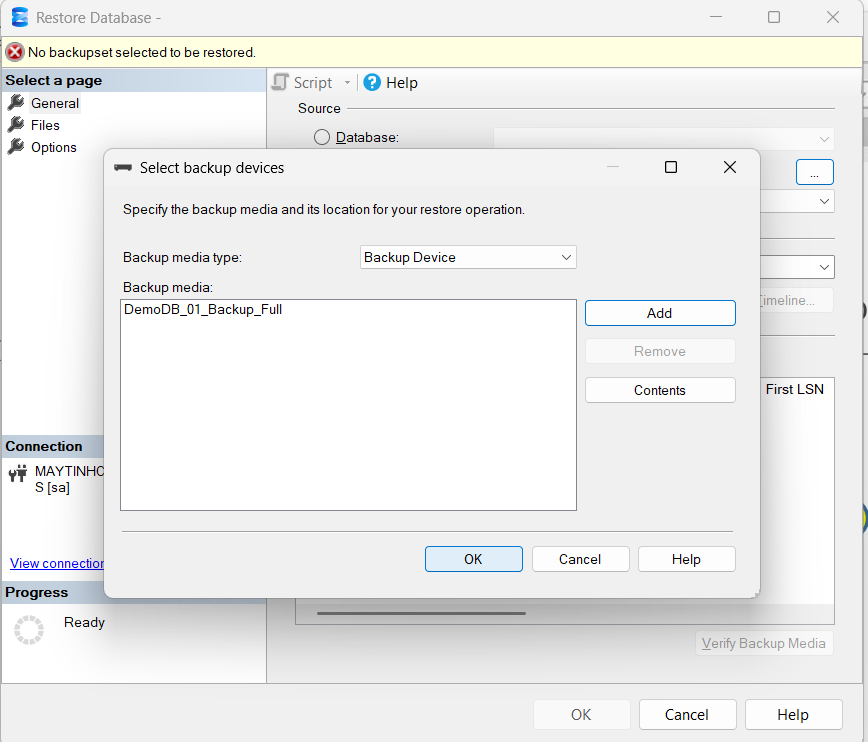 Restore Database -
No backupset selected to be restored.
Select a page
General
Files
Options
Script
Help
Source
Database:
...
Timeline...
First LSN
Select backup devices
Specify the backup media and its location for your restore operation.
Backup media type:
Backup Device
Backup media:
DemoDB_01_Backup_Full
Add
Remove
Contents
OK
Cancel
Help
Connection
MAYTINHO
S [sa]
View connection
Progress
Ready
Verify Backup Media
OK
Cancel
Help